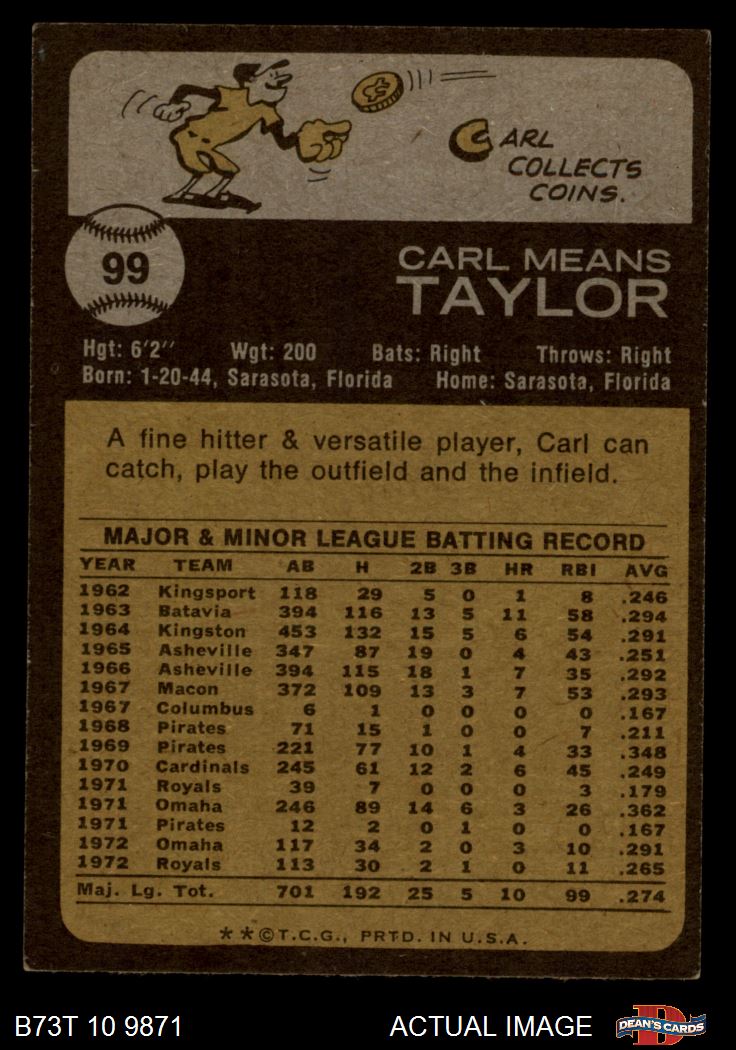 ¢
CARL
COLLECTS
COINS.
99
CARL MEANS
TAYLOR
Hgt: 6'2" Wgt: 200 Bats: Right Throws: Right
Born: 1-20-44, Sarasota, Florida Home: Sarasota, Florida
A fine hitter & versatile player, Carl can
catch, play the outfield and the infield.
MAJOR & MINOR LEAGUE BATTING RECORD
YEAR TEAM AB H 2B 3B HR RBI AVG
1962 Kingsport 118 29 5 0 1 8 .246
1963 Batavia 394 116 13 5 11 58 .294
1964 Kingston 453 132 15 5 6 54 .291
1965 Asheville 347 87 19 0 4 43 .251
1966 Asheville 394 115 18 1 7 35 .292
1967 Macon 372 109 13 3 7 53 .293
1967 Columbus 6 1 0 0 0 0 .167
1968 Pirates 71 15 1 0 0 7 .211
1969 Pirates 221 77 10 1 4 33 .348
1970 Cardinals 245 61 12 2 6 45 .249
1971 Royals 39 7 0 0 0 3 .179
1971 Omaha 246 89 14 6 3 26 .362
1971 Pirates 12 2 0 1 0 0 .167
1972 Omaha 117 34 2 0 3 10 .291
1972 Royals 113 30 2 1 0 11 .265
Maj. Lg. Tot. 701 192 25 5 10 99 .274
**©T.C.G., PRTD. IN U.S.A.
B73T 10 9871 ACTUAL IMAGE D DEAN'S CARDS